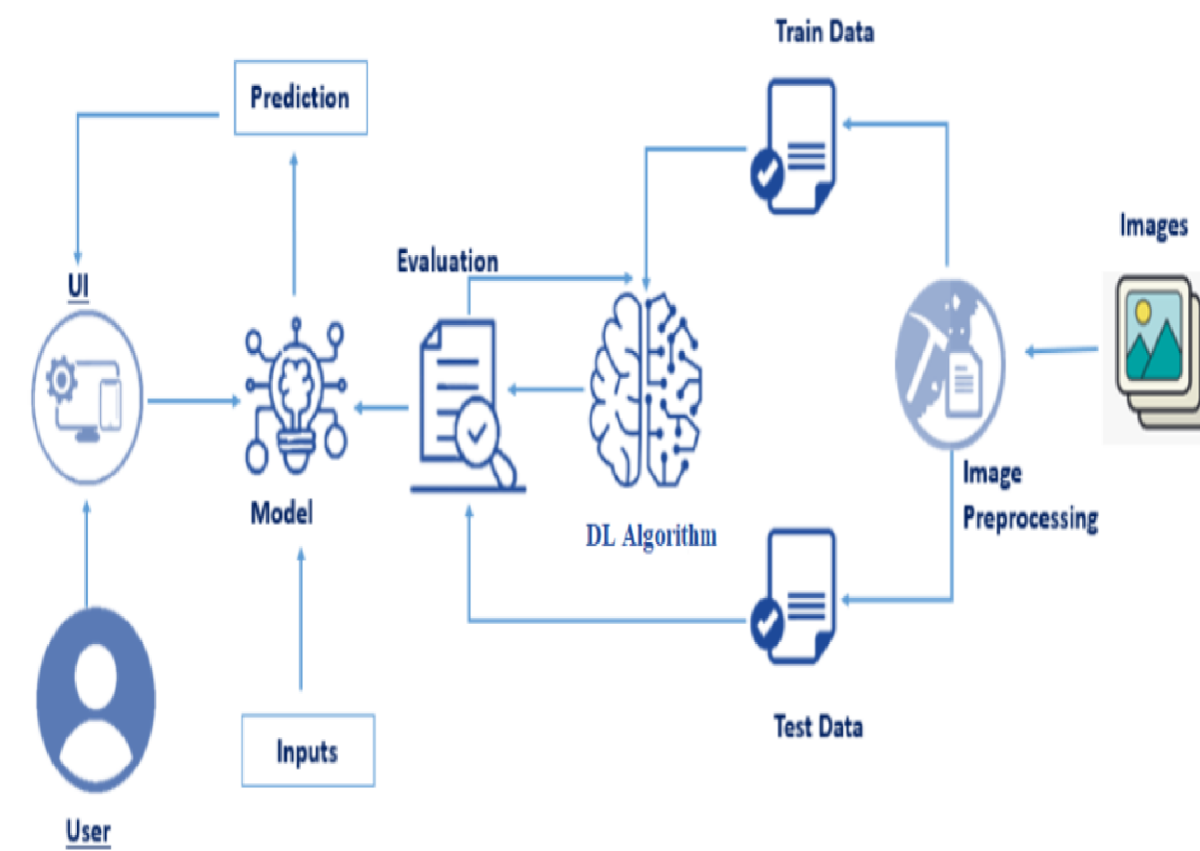 Train Data
Prediction
Images
Evaluation
UI
Image
Preprocessing
Model
DL Algorithm
Test Data
Inputs
User